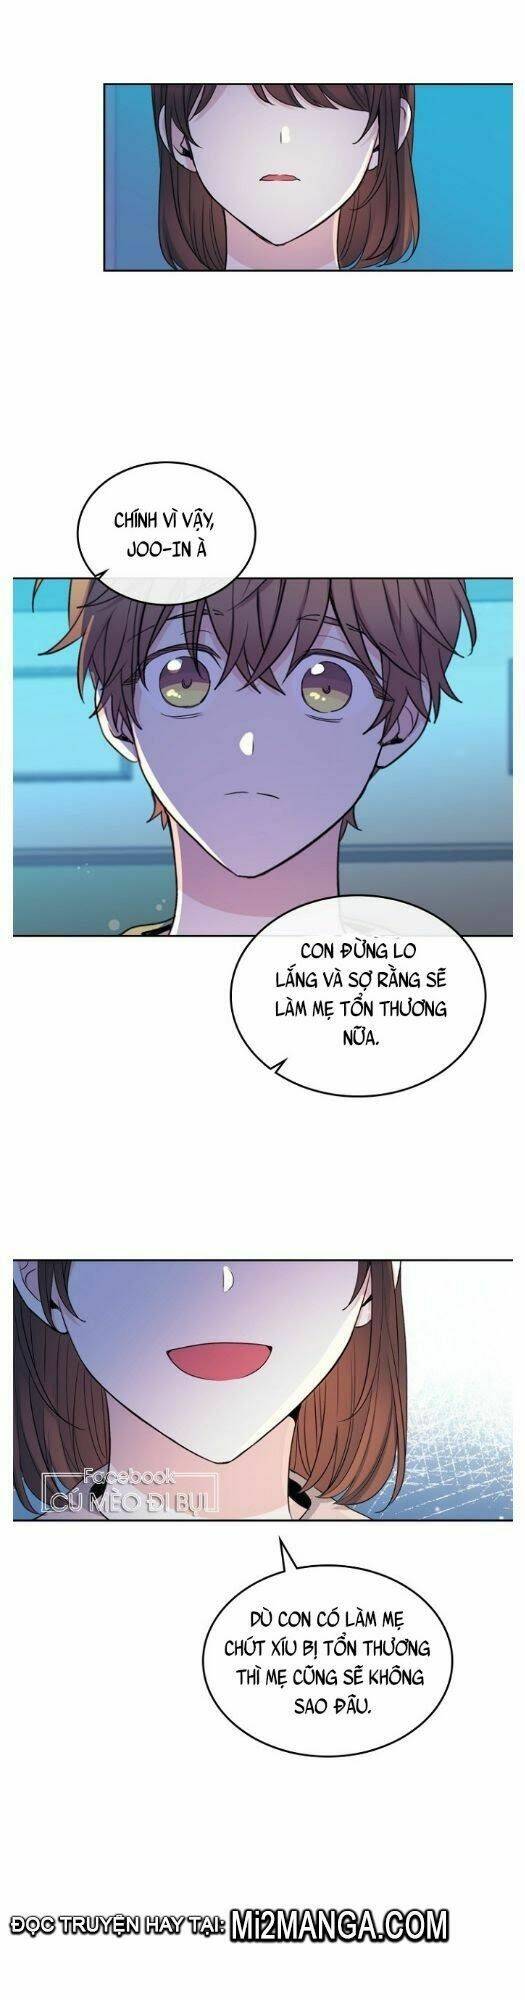 CHÍNH VÌ VẬY,
JOO-IN À
CON ĐỪNG LO
LẮNG VÀ SỢ RẰNG SẼ
LÀM MẸ TỔN THƯƠNG
NỮA.
Facebook
CÚ MÈO ĐI BỤI
DÙ CON CÓ LÀM MẸ
CHÚT XÍU BỊ TỔN THƯƠNG
THÌ MẸ CŨNG SẼ KHÔNG
SAO ĐÂU.
ĐỌC TRUYỆN HAY TẠI: Mi2MANGA.COM